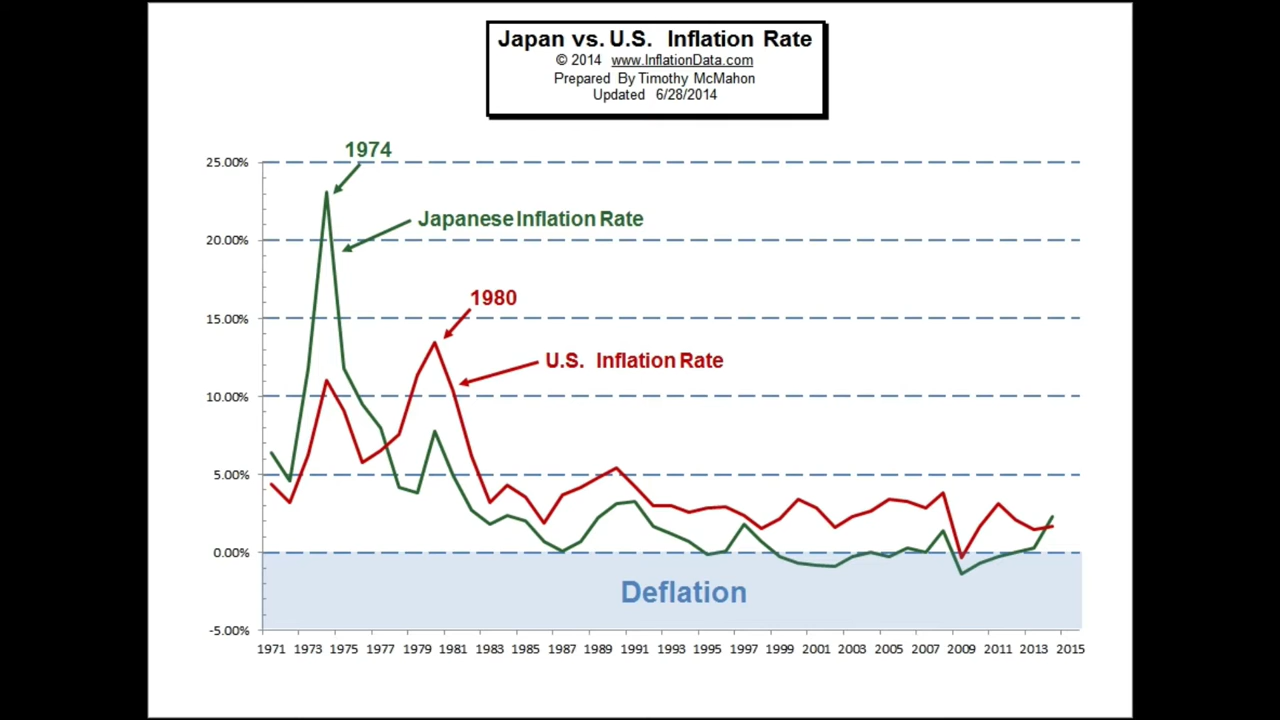 Japan vs. U.S. Inflation Rate
© 2014 www.InflationData.com
Prepared By Timothy McMahon
Updated 6/28/2014
1974
25.00%
Japanese Inflation Rate
20.00%
1980
15.00%
U.S. Inflation Rate
10.00%
5.00%
0.00%
Deflation
-5.00%
1971 1973 1975 1977 1979 1981 1983 1985 1987 1989 1991 1993 1995 1997 1999 2001 2003 2005 2007 2009 2011 2013 2015